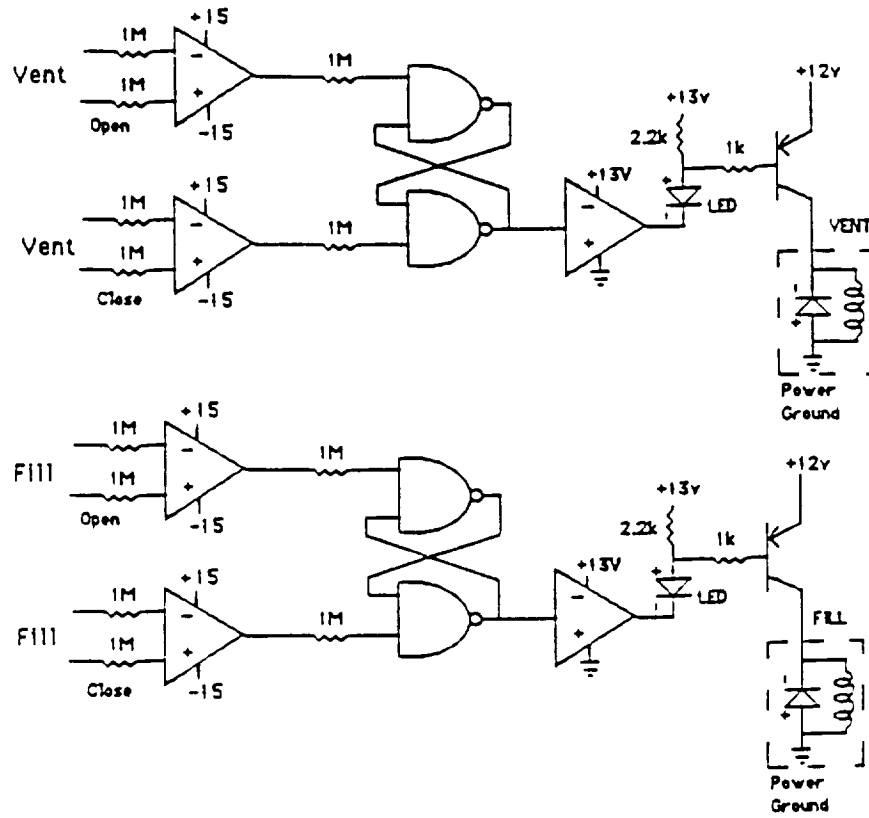 +15
1M
-
Vent
1M
+
Open
-15
1M
+15
1M
-
Vent
1M
+
Close
-15
1M
+13V
-
+
+13v
2.2k
+
-
LED
1k
+12v
VENT
-
+
Power
Ground
+15
1M
-
Fill
1M
+
Open
-15
1M
+15
1M
-
Fill
1M
+
Close
-15
1M
+13V
-
+
+13v
2.2k
+
-
LED
1k
+12v
FILL
-
+
Power
Ground